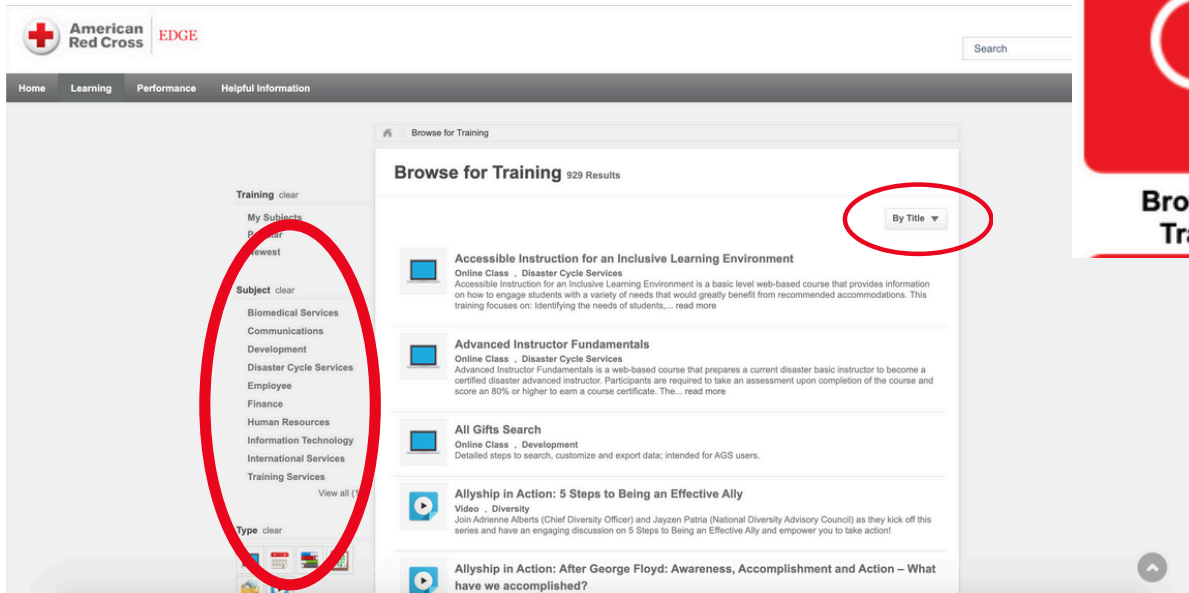 American
Red Cross
EDGE
Search
Home Learning Performance Helpful Information
Browse for Training
Browse for Training 929 Results
By Title
Training clear
My Subjects
Newest
Subject clear
Biomedical Services
Communications
Development
Disaster Cycle Services
Employee
Finance
Human Resources
Information Technology
International Services
Training Services
View all (1
Type clear
Accessible Instruction for an Inclusive Learning Environment
Online Class . Disaster Cycle Services
Accessible Instruction for an Inclusive Learning Environment is a basic level web-based course that provides information
on how to engage students with a variety of needs that would greatly benefit from recommended accommodations. This
training focuses on: Identifying the needs of students,... read more
Advanced Instructor Fundamentals
Online Class . Disaster Cycle Services
Advanced Instructor Fundamentals is a web-based course that prepares a current disaster basic instructor to become a
certified disaster advanced instructor. Participants are required to take an assessment upon completion of the course and
score an 80% or higher to earn a course certificate. The... read more
All Gifts Search
Online Class . Development
Detailed steps to search, customize and export data; intended for AGS users.
Allyship in Action: 5 Steps to Being an Effective Ally
Video . Diversity
Join Adrienne Alberts (Chief Diversity Officer) and Jayzen Patria (National Diversity Advisory Council) as they kick off this
series and have an engaging discussion on 5 Steps to Being an Effective Ally and empower you to take action!
Allyship in Action: After George Floyd: Awareness, Accomplishment and Action – What
have we accomplished?
Bro
Tra